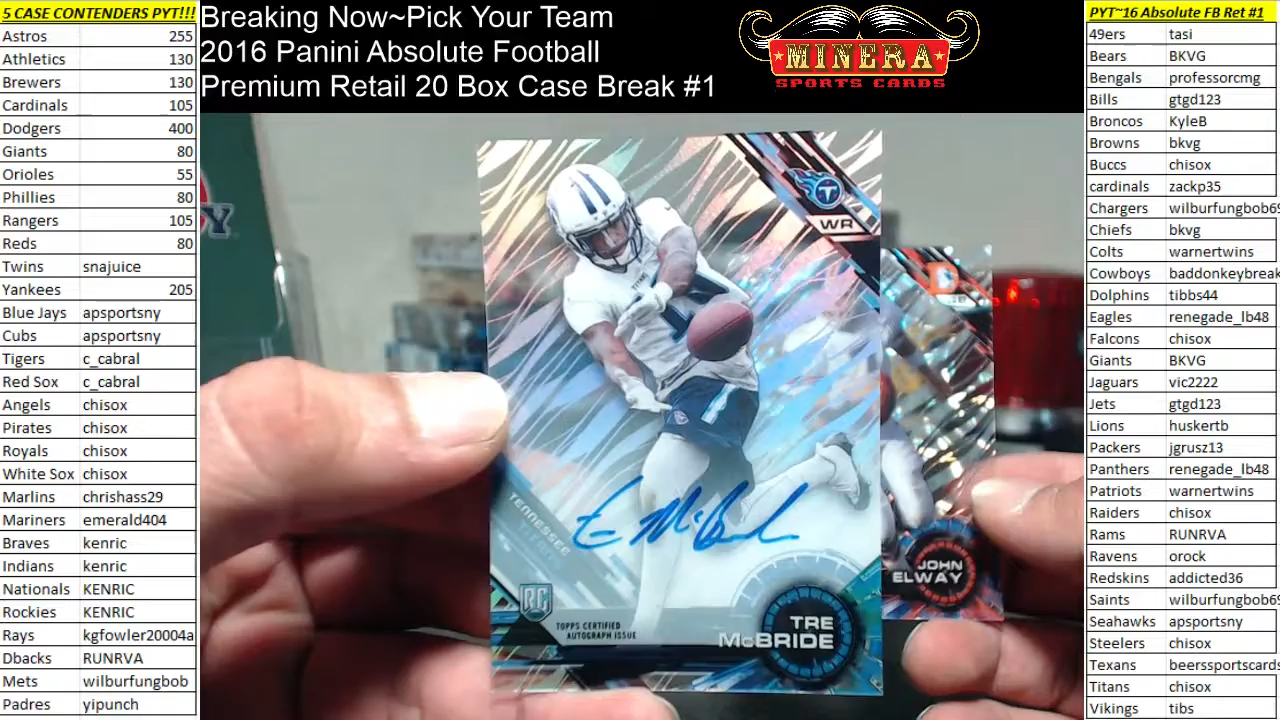 5 CASE CONTENDERS PYT!!!
Astros 255
Athletics 130
Brewers 130
Cardinals 105
Dodgers 400
Giants 80
Orioles 55
Phillies 80
Rangers 105
Reds 80
Twins snajuice
Yankees 205
Blue Jays apsportsny
Cubs apsportsny
Tigers c_cabral
Red Sox c_cabral
Angels chisox
Pirates chisox
Royals chisox
White Sox chisox
Marlins chrishass29
Mariners emerald404
Braves kenric
Indians kenric
Nationals KENRIC
Rockies KENRIC
Rays kgfowler20004a
Dbacks RUNRVA
Mets wilburfungbob
Padres yipunch
Breaking Now~Pick Your Team
2016 Panini Absolute Football
Premium Retail 20 Box Case Break #1
MINERA
SPORTS CARDS
T
WR
TENNESSEE
RC
TOPPS CERTIFIED
AUTOGRAPH ISSUE
TRE
McBRIDE
JOHN
ELWAY
PYT~16 Absolute FB Ret #1
49ers tasi
Bears BKVG
Bengals professorcmg
Bills gtgd123
Broncos KyleB
Browns bkvg
Buccs chisox
cardinals zackp35
Chargers wilburfungbob69
Chiefs bkvg
Colts warnertwins
Cowboys baddonkeybreak
Dolphins tibbs44
Eagles renegade_lb48
Falcons chisox
Giants BKVG
Jaguars vic2222
Jets gtgd123
Lions huskertb
Packers jgrusz13
Panthers renegade_lb48
Patriots warnertwins
Raiders chisox
Rams RUNRVA
Ravens orock
Redskins addicted36
Saints wilburfungbob69
Seahawks apsportsny
Steelers chisox
Texans beerssportscards
Titans chisox
Vikings tibs